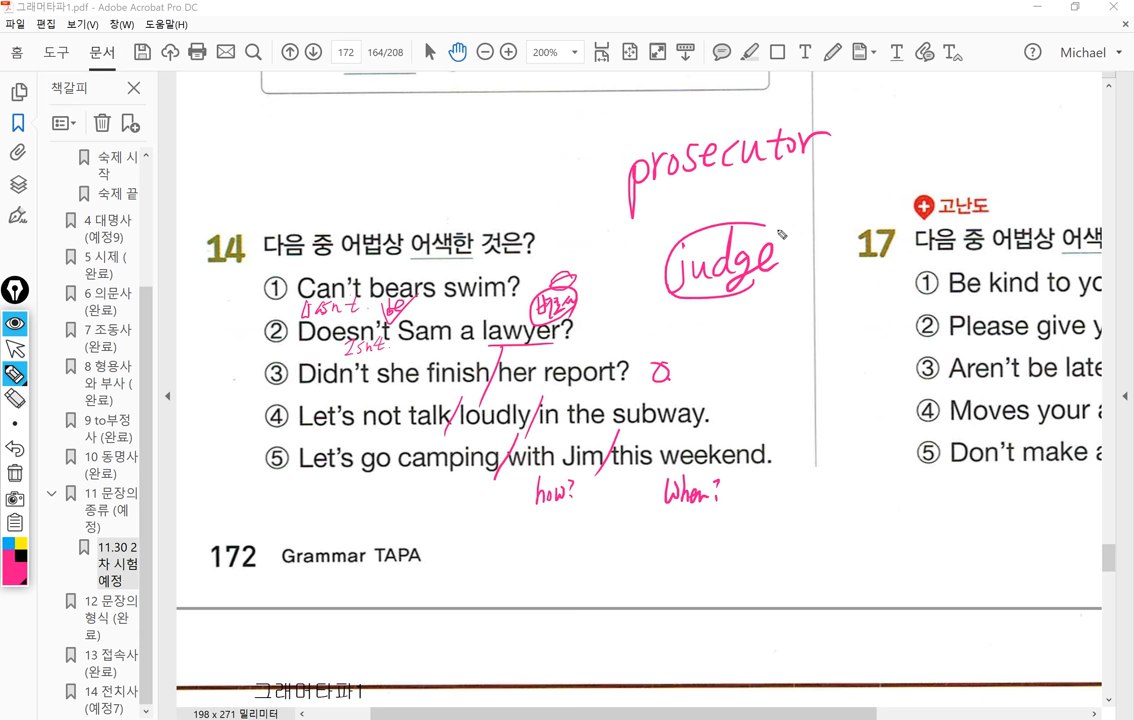 그래머타파1.pdf - Adobe Acrobat Pro DC
파일 편집 보기(V) 창(W) 도움말(H)
홈 도구 문서 172 164/208 200% Michael
책갈피
숙제 시
작
숙제 끝
4 대명사
(예정9)
5 시제 (
완료)
6 의문사
(완료)
7 조동사
(완료)
8 형용사
와 부사 (
완료)
9 to부정
사 (완료)
10 동명사
(완료)
11 문장의
종류 (예
정)
11.30 2
차 시험
예정
12 문장의
형식 (완
료)
13 접속사
(완료)
14 전치사
(예정7)
prosecutor
judge
14 다음 중 어법상 어색한 것은?
① Can't bears swim?
be
② Doesn't Sam a lawyer?
Isn't
③ Didn't she finish her report?
④ Let's not talk loudly in the subway.
⑤ Let's go camping with Jim this weekend.
how? When?
172 Grammar TAPA
고난도
17 다음 중 어법상 어색
① Be kind to yo
② Please give y
③ Aren't be late
④ Moves your a
⑤ Don't make a
그래머타파1
198 x 271 밀리미터